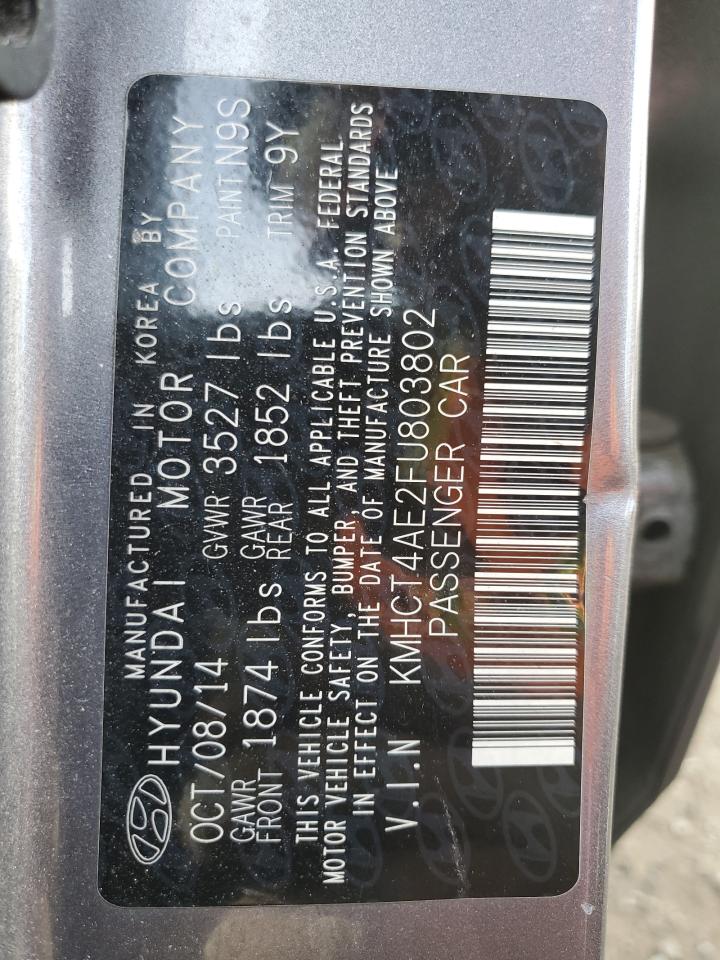 MANUFACTURED IN KOREA BY
HYUNDAI MOTOR COMPANY
OCT/08/14 GVWR 3527 lbs PAINT N9S
GAWR FRONT 1874 lbs GAWR REAR 1852 lbs TRIM 9Y
THIS VEHICLE CONFORMS TO ALL APPLICABLE U.S.A. FEDERAL
MOTOR VEHICLE SAFETY, BUMPER, AND THEFT PREVENTION STANDARDS
IN EFFECT ON THE DATE OF MANUFACTURE SHOWN ABOVE
V.I.N KMHCT4AE2FU803802
PASSENGER CAR